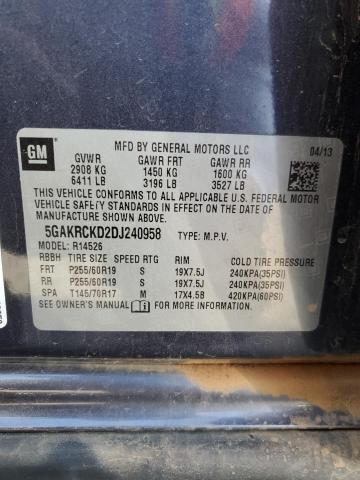 GM
MFD BY GENERAL MOTORS LLC 04/13
GVWR GAWR FRT GAWR RR
2908 KG 1450 KG 1600 KG
6411 LB 3196 LB 3527 LB
THIS VEHICLE CONFORMS TO ALL APPLICABLE U.S. FEDERAL MOTOR
VEHICLE SAFETY STANDARDS IN EFFECT ON THE DATE OF
MANUFACTURE SHOWN ABOVE.
5GAKRCKD2DJ240958 TYPE: M.P.V.
MODEL: R14526
RBBH TIRE SIZE SPEED RTG RIM COLD TIRE PRESSURE
FRT P255/60R19 S 19X7.5J 240KPA(35PSI)
RR P255/60R19 S 19X7.5J 240KPA(35PSI)
SPA T145/70R17 M 17X4.5B 420KPA(60PSI)
SEE OWNER'S MANUAL FOR MORE INFORMATION.